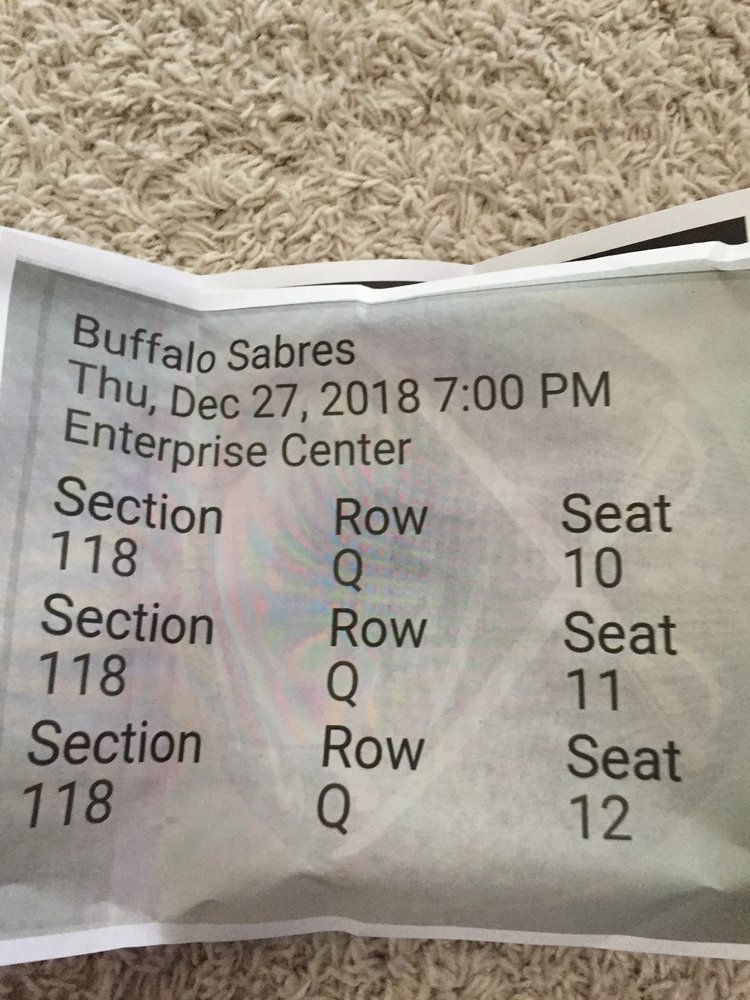 Buffalo Sabres
Thu, Dec 27, 2018 7:00 PM
Enterprise Center
Section Row Seat
118 Q 10
Section Row Seat
118 Q 11
Section Row Seat
118 Q 12